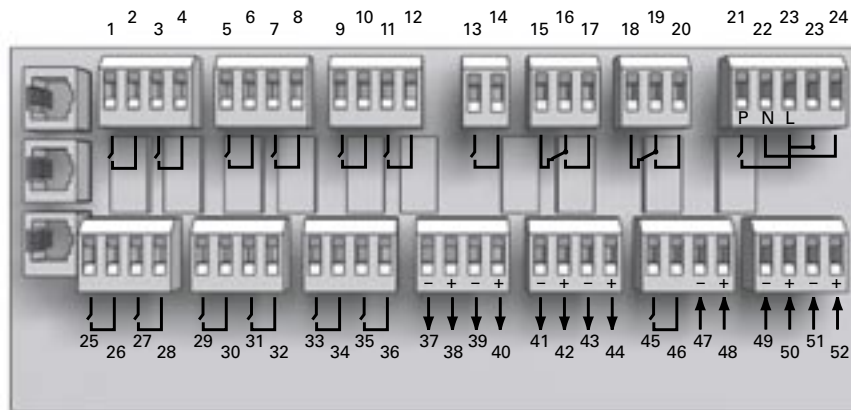 1 2 3 4 5 6 7 8 9 10 11 12 13 14 15 16 17 18 19 20 21 22 23 23 24
P N L
− + − + − + − + − + − + − +
25 26 27 28 29 30 31 32 33 34 35 36 37 38 39 40 41 42 43 44 45 46 47 48 49 50 51 52